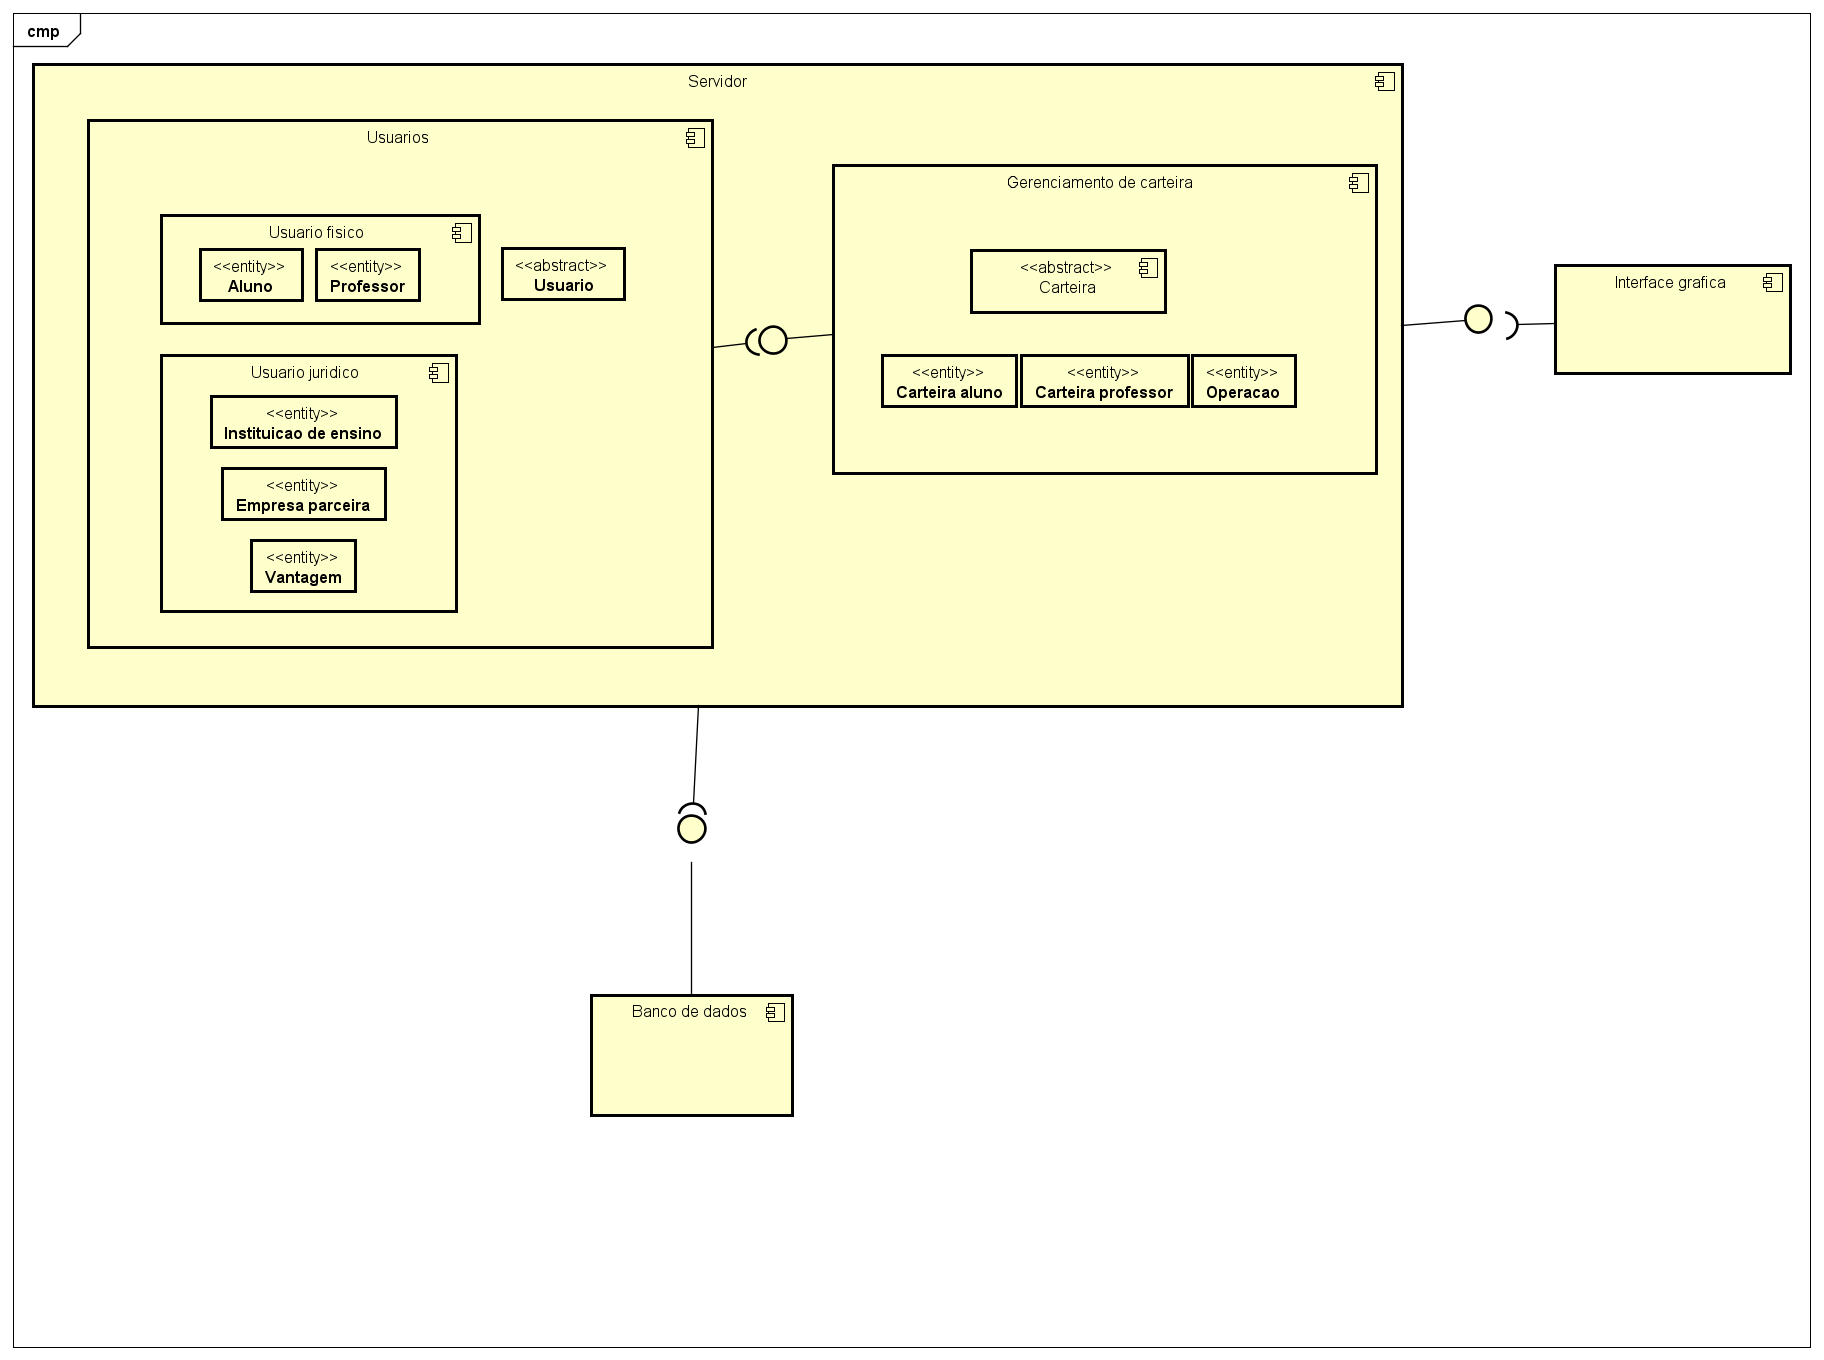 cmp
Servidor
Usuarios
Usuario fisico
<<entity>>
Aluno
<<entity>>
Professor
<<abstract>>
Usuario
Usuario juridico
<<entity>>
Instituicao de ensino
<<entity>>
Empresa parceira
<<entity>>
Vantagem
Gerenciamento de carteira
<<abstract>>
Carteira
<<entity>>
Carteira aluno
<<entity>>
Carteira professor
<<entity>>
Operacao
Interface grafica
Banco de dados